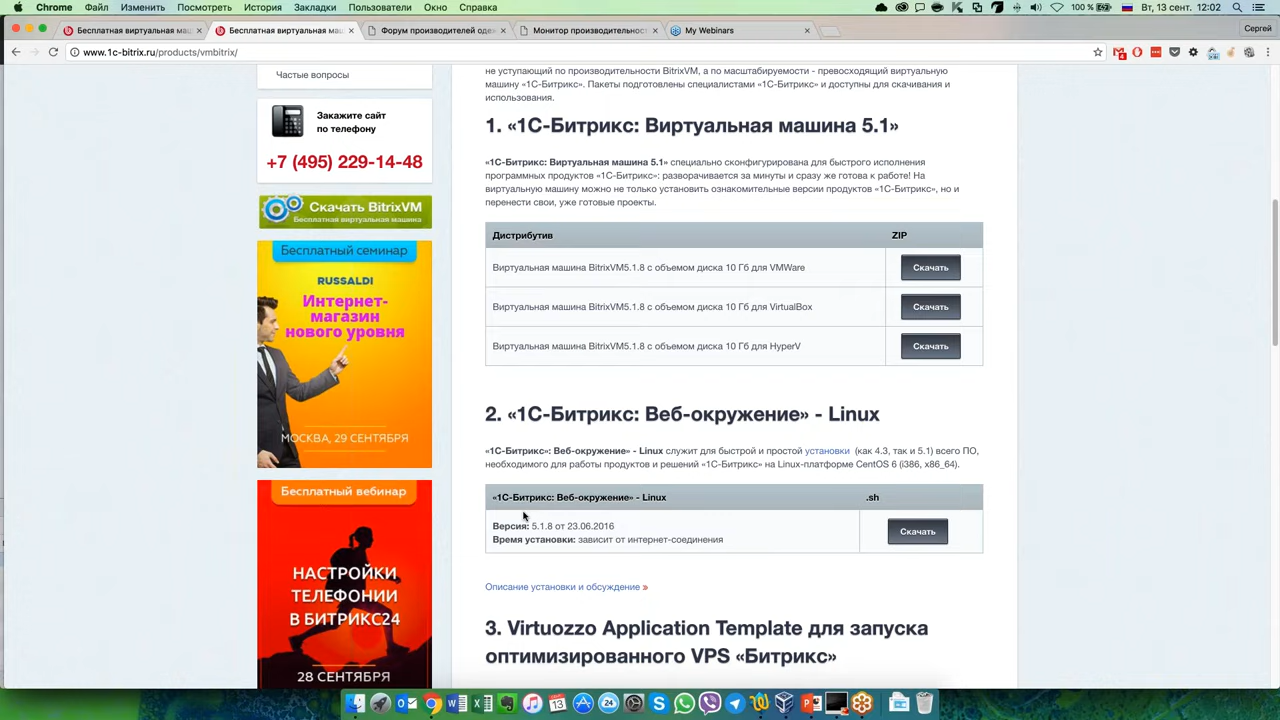 Chrome Файл Править Посмотреть История Закладки Пользователи Окно Справка
100 % Вт, 13 сент. 12:02
Бесплатная виртуальная маш
Бесплатная виртуальная маш
Форум производителей оде
Монитор производительнос
My Webinars
Сергей
www.1c-bitrix.ru/products/vmbitrix/
4
Частые вопросы
Закажите сайт
по телефону
+7 (495) 229-14-48
Скачать BitrixVM
Бесплатная виртуальная машина
Бесплатный семинар
RUSSALDI
Интернет-
магазин
нового уровня
МОСКВА, 29 СЕНТЯБРЯ
Бесплатный вебинар
НАСТРОЙКИ
ТЕЛЕФОНИИ
В БИТРИКС24
28 СЕНТЯБРЯ
не уступающий по производительности BitrixVM, а по масштабируемости - превосходящий виртуальную
машину «1С-Битрикс». Пакеты подготовлены специалистами «1С-Битрикс» и доступны для скачивания и
использования.
1. «1С-Битрикс: Виртуальная машина 5.1»
«1С-Битрикс: Виртуальная машина 5.1» специально сконфигурирована для быстрого исполнения
программных продуктов «1С-Битрикс»: разворачивается за минуты и сразу же готова к работе! На
виртуальную машину можно не только установить ознакомительные версии продуктов «1С-Битрикс», но и
перенести свои, уже готовые проекты.
Дистрибутив ZIP
Виртуальная машина BitrixVM5.1.8 с объемом диска 10 Гб для VMWare Скачать
Виртуальная машина BitrixVM5.1.8 с объемом диска 10 Гб для VirtualBox Скачать
Виртуальная машина BitrixVM5.1.8 с объемом диска 10 Гб для HyperV Скачать
2. «1С-Битрикс: Веб-окружение» - Linux
«1С-Битрикс»: Веб-окружение» - Linux служит для быстрой и простой установки (как 4.3, так и 5.1) всего ПО,
необходимого для работы продуктов и решений «1С-Битрикс» на Linux-платформе CentOS 6 (i386, x86_64).
«1С-Битрикс: Веб-окружение» - Linux .sh
Версия: 5.1.8 от 23.06.2016
Время установки: зависит от интернет-соединения
Скачать
Описание установки и обсуждение »
3. Virtuozzo Application Template для запуска
оптимизированного VPS «Битрикс»